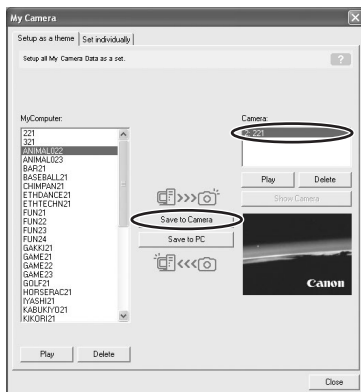 My Camera
Setup as a theme
Set individually
Setup all My Camera Data as a set.
?
MyComputer:
221
321
ANIMAL022
ANIMAL023
BAR21
BASEBALL21
CHIMPAN21
ETHDANCE21
ETHTECHN21
FUN21
FUN22
FUN23
FUN24
GAKKI21
GAME21
GAME22
GAME23
GOLF21
HORSERAC21
IYASHI21
KABUKIYO21
KIKORI21
Play
Delete
Save to Camera
Save to PC
Camera:
2: 221
Play
Delete
Show Camera
Canon
Close